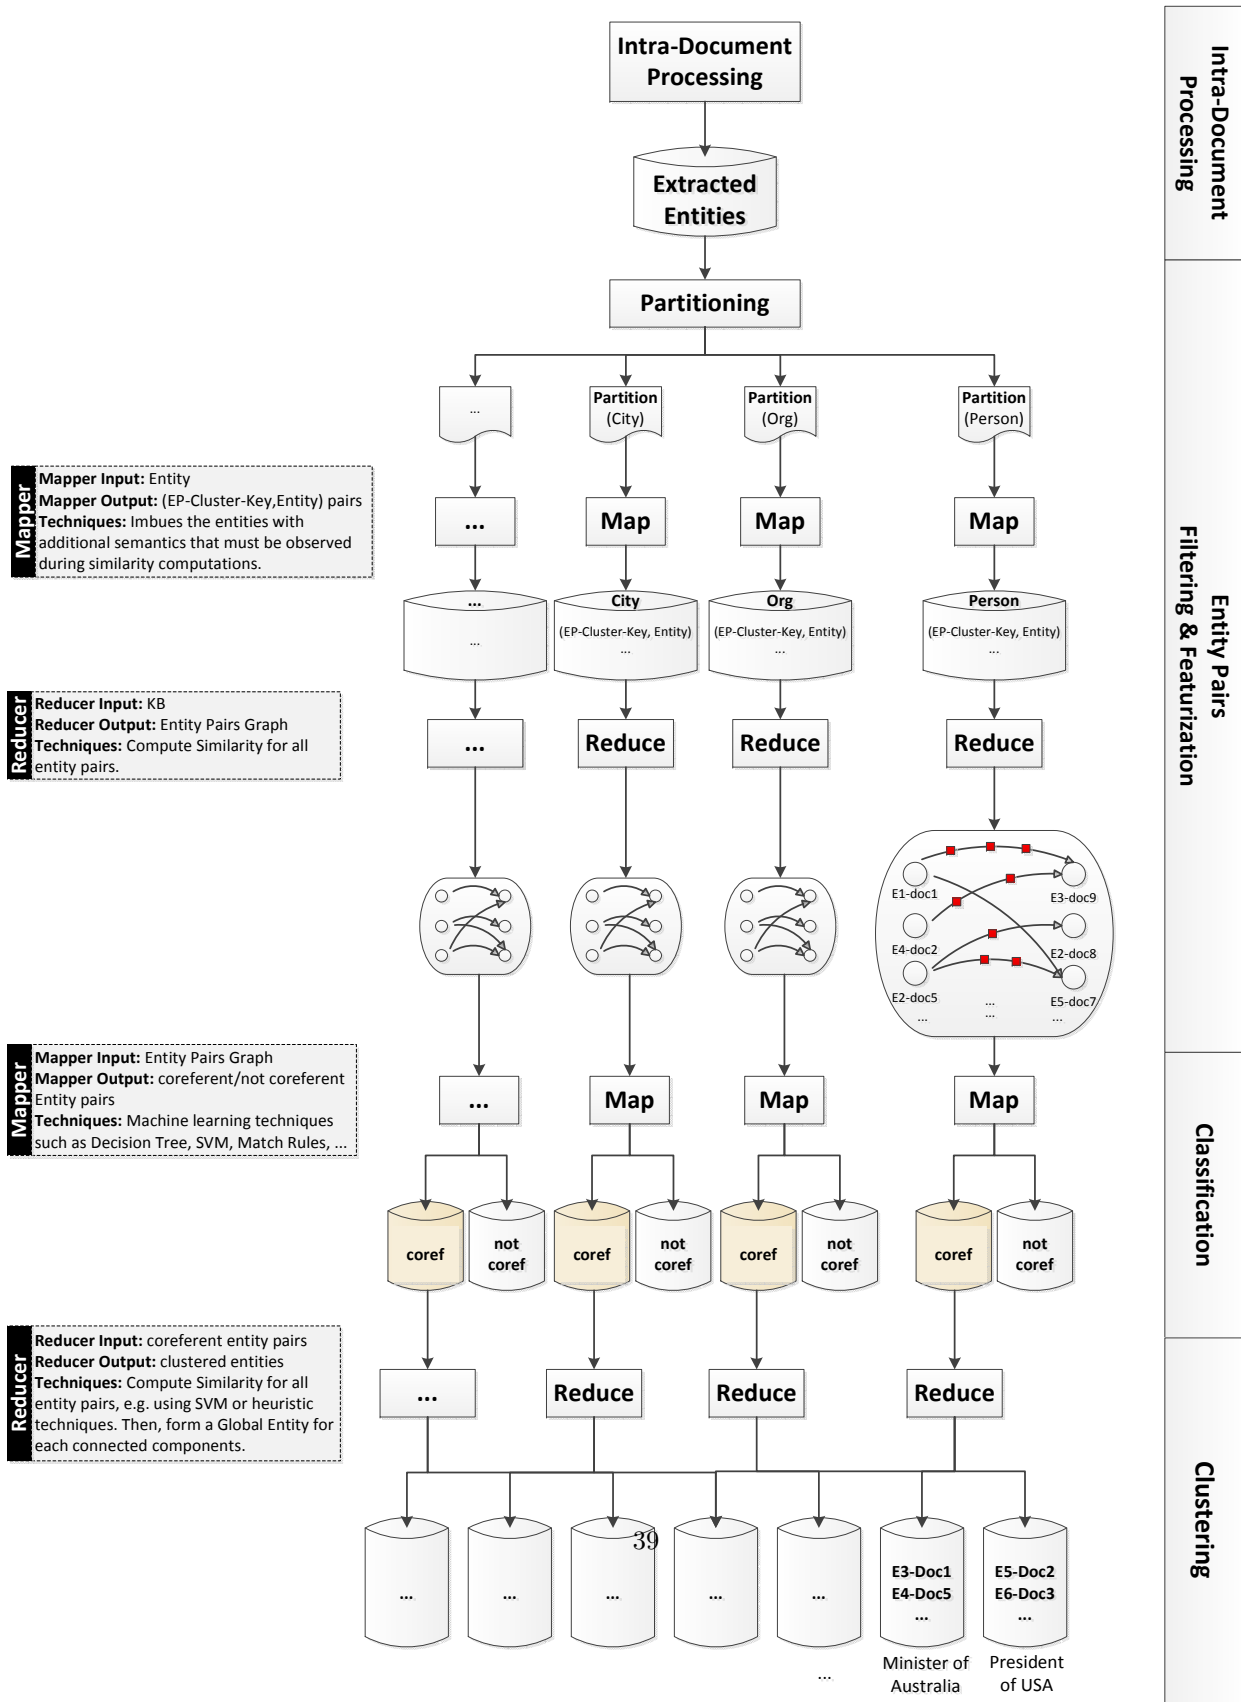 Intra-Document
Processing
Intra-Document
Processing
Extracted
Entities
Partitioning
...
Partition
(City)
Partition
(Org)
Partition
(Person)
Mapper
Mapper Input: Entity
Mapper Output: (EP-Cluster-Key,Entity) pairs
Techniques: Imbues the entities with
additional semantics that must be observed
during similarity computations.
...
Map
Map
Map
Entity Pairs
Filtering & Featurization
...
...
City
(EP-Cluster-Key, Entity)
...
Org
(EP-Cluster-Key, Entity)
...
Person
(EP-Cluster-Key, Entity)
...
Reducer
Reducer Input: KB
Reducer Output: Entity Pairs Graph
Techniques: Compute Similarity for all
entity pairs.
...
Reduce
Reduce
Reduce
E1-doc1
E3-doc9
E4-doc2
E2-doc8
E2-doc5
E5-doc7
...
...
...
...
Mapper
Mapper Input: Entity Pairs Graph
Mapper Output: coreferent/not coreferent
Entity pairs
Techniques: Machine learning techniques
such as Decision Tree, SVM, Match Rules, ...
...
Map
Map
Map
Classification
coref
not
coref
coref
not
coref
coref
not
coref
coref
not
coref
Reducer
Reducer Input: coreferent entity pairs
Reducer Output: clustered entities
Techniques: Compute Similarity for all
entity pairs, e.g. using SVM or heuristic
techniques. Then, form a Global Entity for
each connected components.
...
Reduce
Reduce
Reduce
Clustering
39
...
...
...
...
...
E3-Doc1
E4-Doc5
...
E5-Doc2
E6-Doc3
...
...
Minister of
Australia
President
of USA